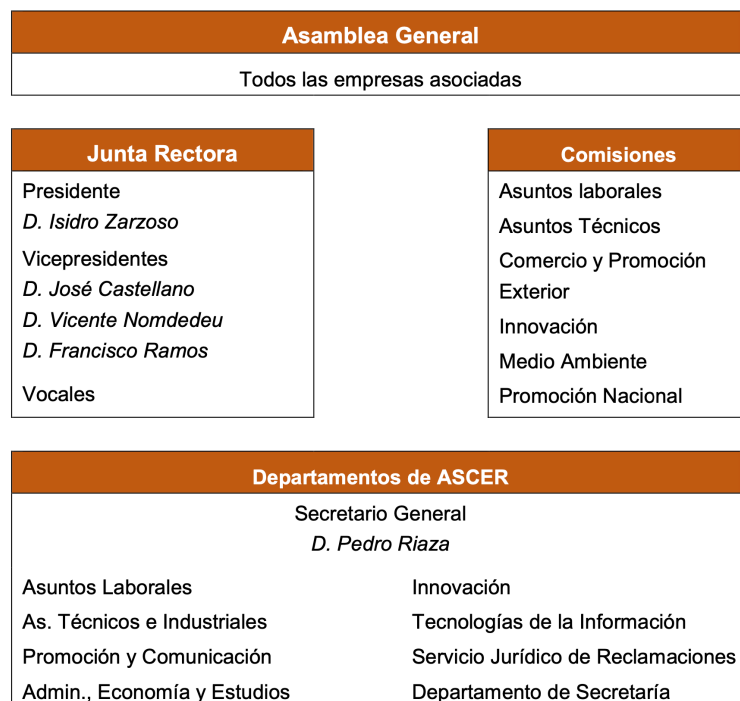 Asamblea General
Todos las empresas asociadas
Junta Rectora
Presidente
D. Isidro Zarzoso
Vicepresidentes
D. José Castellano
D. Vicente Nomdedeu
D. Francisco Ramos
Vocales
Comisiones
Asuntos laborales
Asuntos Técnicos
Comercio y Promoción
Exterior
Innovación
Medio Ambiente
Promoción Nacional
Departamentos de ASCER
Secretario General
D. Pedro Riaza
Asuntos Laborales
As. Técnicos e Industriales
Promoción y Comunicación
Admin., Economía y Estudios
Innovación
Tecnologías de la Información
Servicio Jurídico de Reclamaciones
Departamento de Secretaría